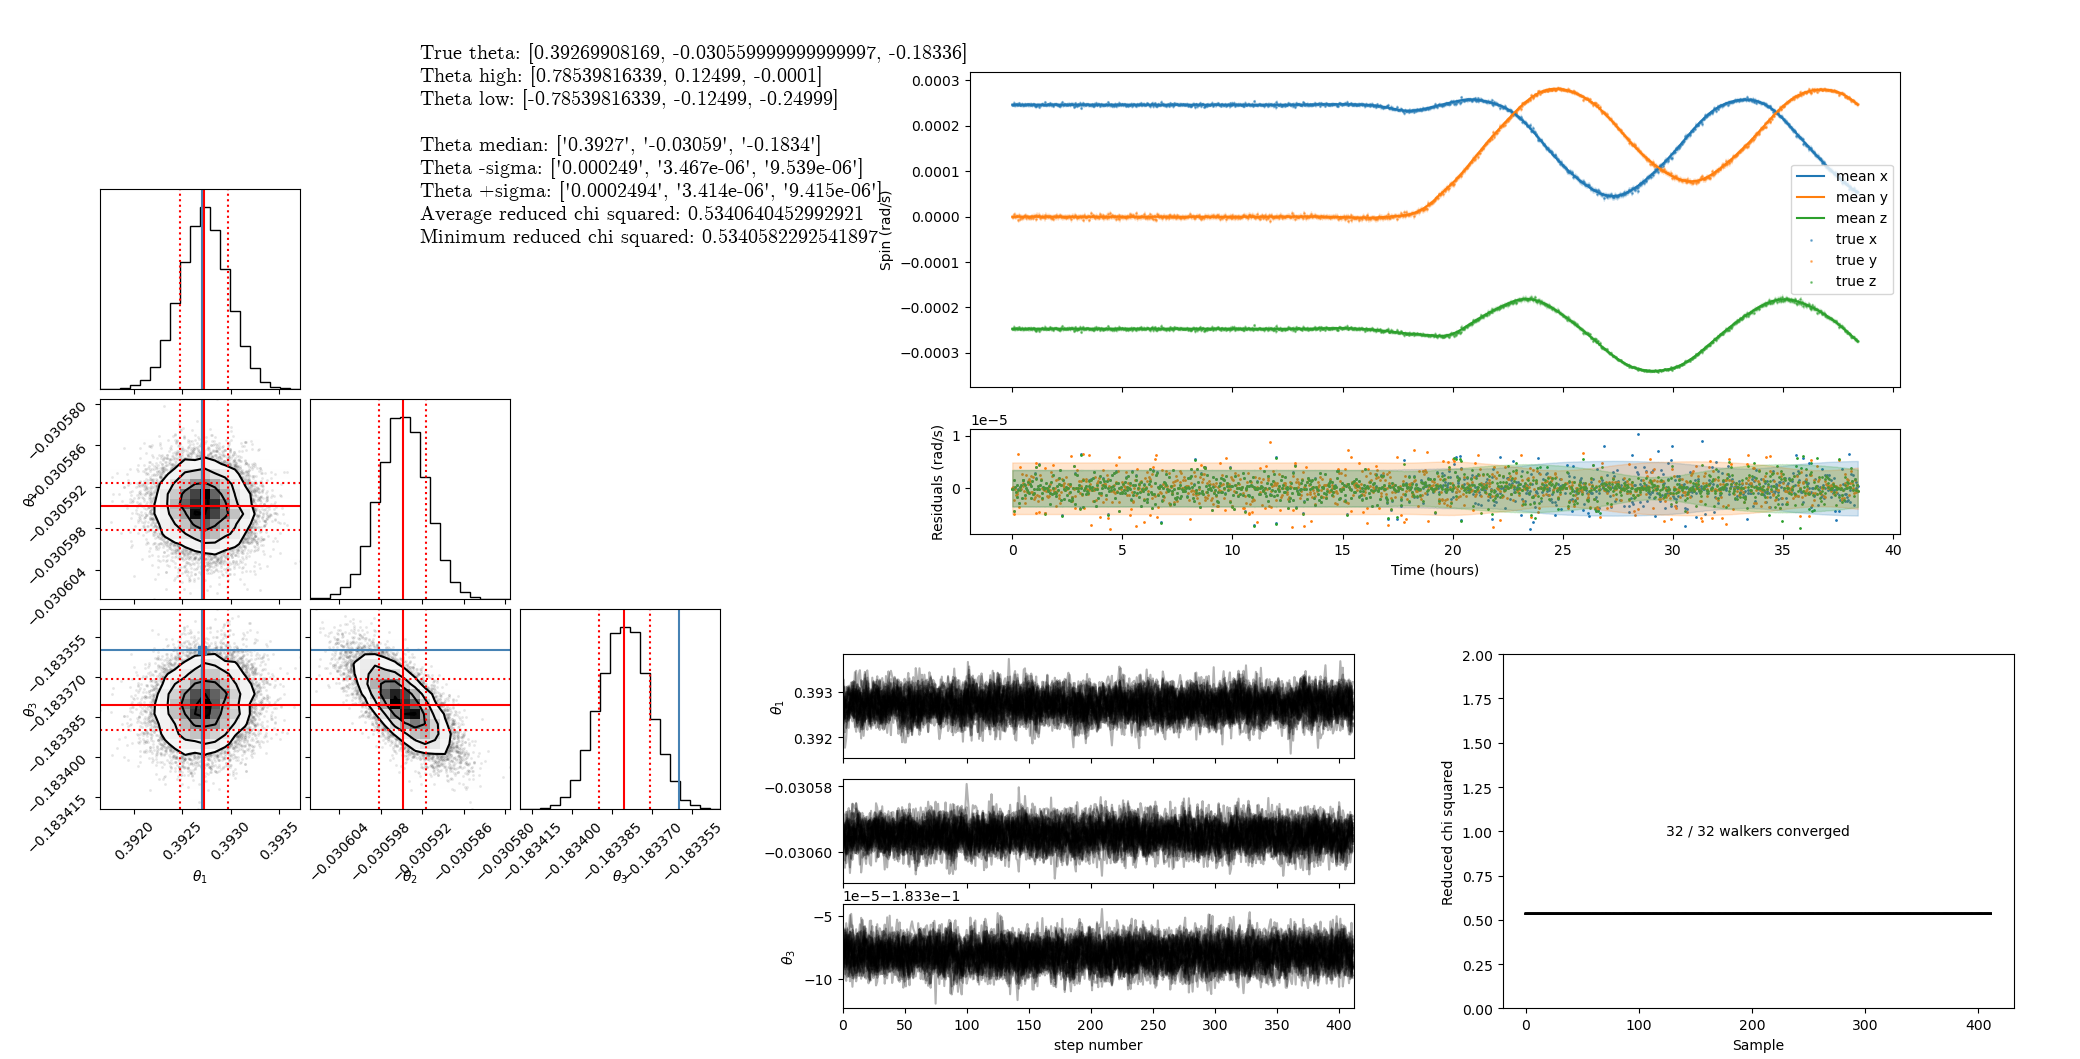 True theta: [0.39269908169, -0.030559999999999997, -0.18336]
Theta high: [0.78539816339, 0.12499, -0.0001]
Theta low: [-0.78539816339, -0.12499, -0.24999]
Theta median: ['0.3927', '-0.03059', '-0.1834']
Theta -sigma: ['0.000249', '3.467e-06', '9.539e-06']
Theta +sigma: ['0.0002494', '3.414e-06', '9.415e-06']
Average reduced chi squared: 0.5340640452992921
Minimum reduced chi squared: 0.5340582292541897
0.0003
0.0002
0.0001
0.0000
−0.0001
−0.0002
−0.0003
Spin (rad/s)
mean x
mean y
mean z
true x
true y
true z
1e−5
1
0
Residuals (rad/s)
0 5 10 15 20 25 30 35 40
Time (hours)
−0.030580
−0.030586
−0.030592
−0.030598
−0.030604
θ2
−0.183355
−0.183370
−0.183385
−0.183400
−0.183415
θ3
0.3920 0.3925 0.3930 0.3935
θ1
−0.030604 −0.030598 −0.030592 −0.030586 −0.030580
θ2
−0.183415 −0.183400 −0.183385 −0.183370 −0.183355
θ3
0.393
0.392
θ1
−0.03058
−0.03060
1e−5−1.833e−1
−5
−10
θ3
0 50 100 150 200 250 300 350 400
step number
2.00
1.75
1.50
1.25
1.00
0.75
0.50
0.25
0.00
Reduced chi squared
32 / 32 walkers converged
0 100 200 300 400
Sample